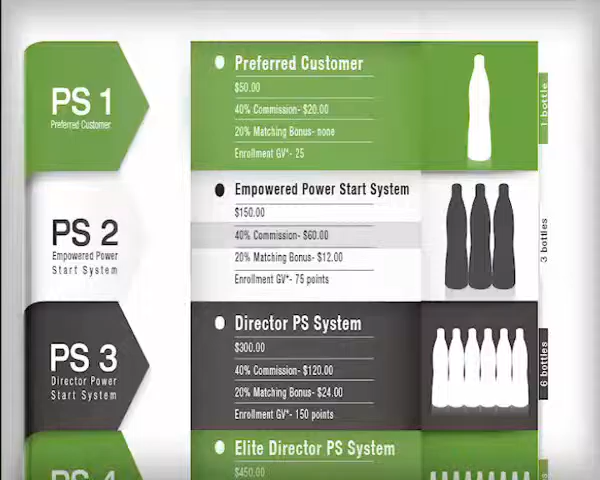 PS 1
Preferred Customer
Preferred Customer
$50.00
40% Commission- $20.00
20% Matching Bonus- none
Enrollment GV*- 25
1 bottle
PS 2
Empowered Power
Start System
Empowered Power Start System
$150.00
40% Commission- $60.00
20% Matching Bonus- $12.00
Enrollment GV*- 75 points
3 bottles
PS 3
Director Power
Start System
Director PS System
$300.00
40% Commission- $120.00
20% Matching Bonus- $24.00
Enrollment GV*- 150 points
6 bottles
PS 4
Elite Director PS System
$450.00